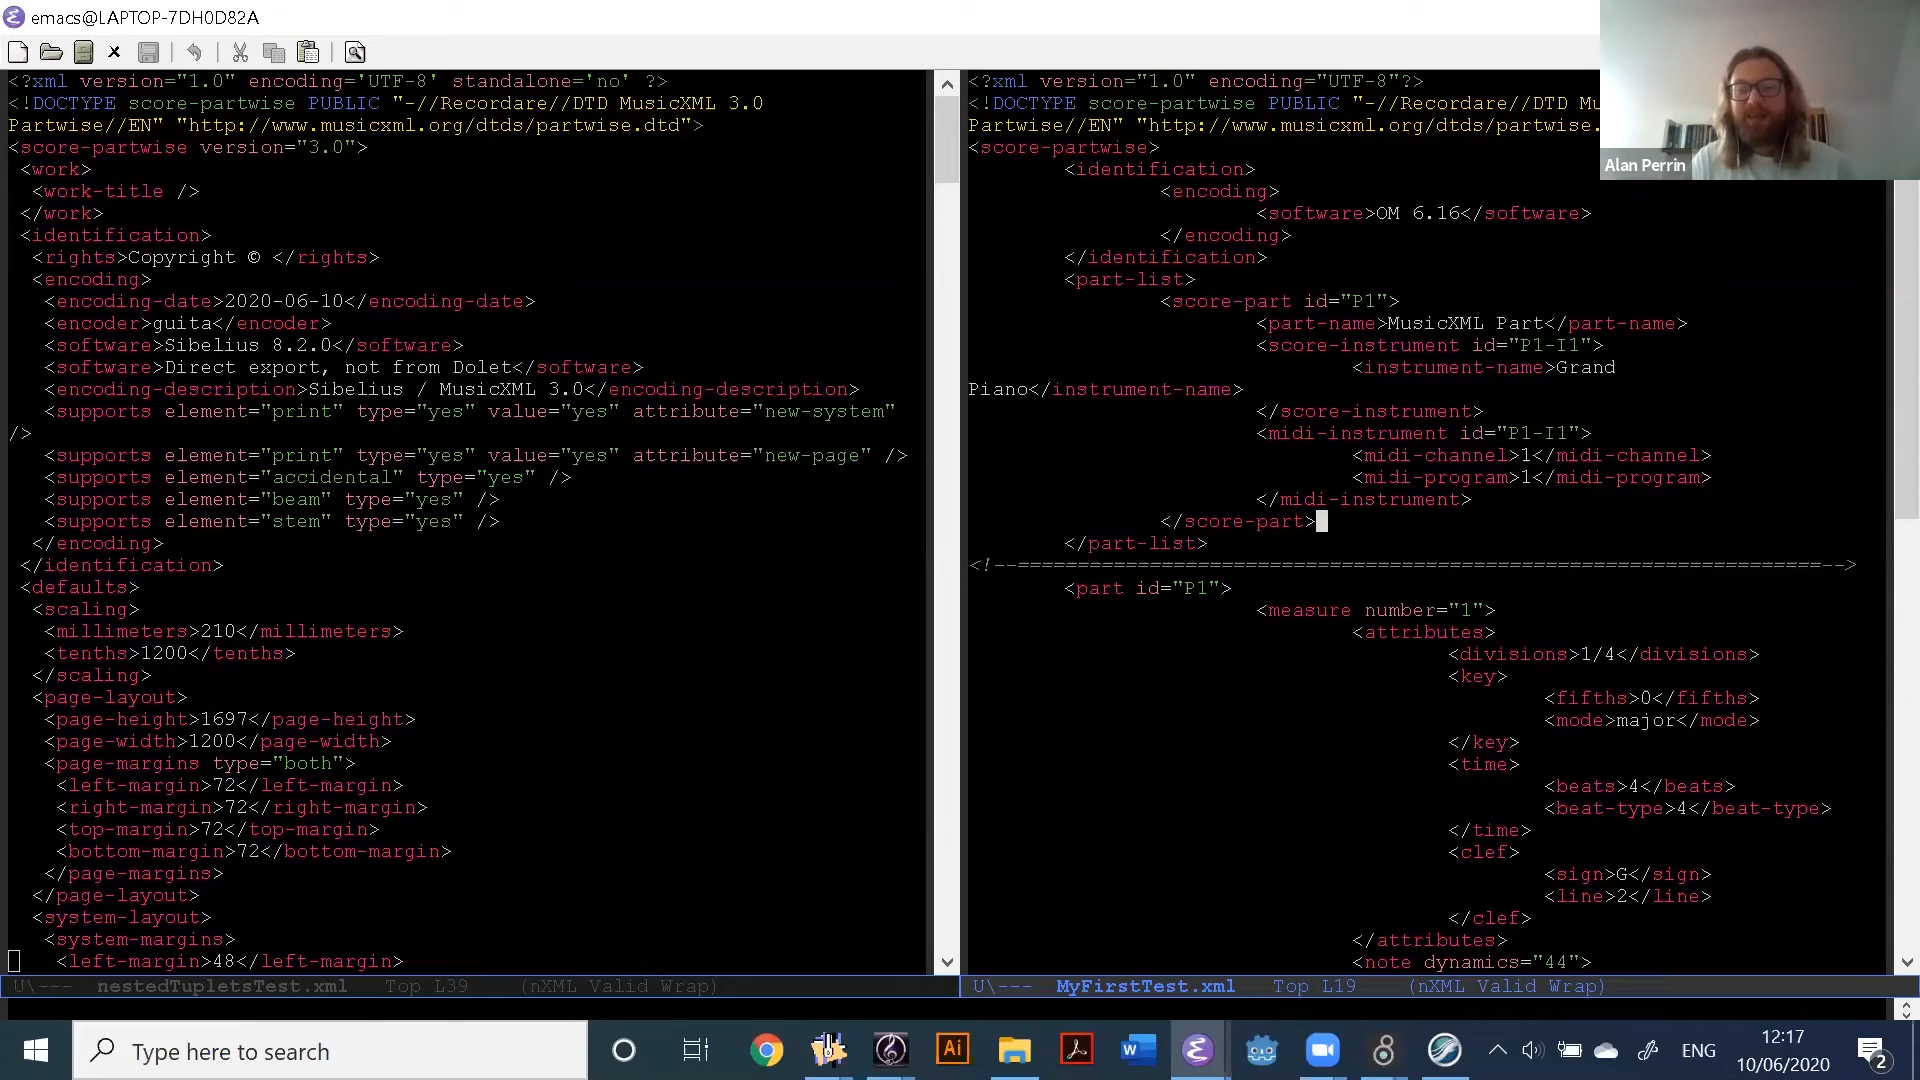 emacs@LAPTOP-7DH0D82A
<?xml version="1.0" encoding='UTF-8' standalone='no' ?>
<!DOCTYPE score-partwise PUBLIC "-//Recordare//DTD MusicXML 3.0
Partwise//EN" "http://www.musicxml.org/dtds/partwise.dtd">
<score-partwise version="3.0">
<work>
<work-title />
</work>
<identification>
<rights>Copyright © </rights>
<encoding>
<encoding-date>2020-06-10</encoding-date>
<encoder>guita</encoder>
<software>Sibelius 8.2.0</software>
<software>Direct export, not from Dolet</software>
<encoding-description>Sibelius / MusicXML 3.0</encoding-description>
<supports element="print" type="yes" value="yes" attribute="new-system"
/>
<supports element="print" type="yes" value="yes" attribute="new-page" />
<supports element="accidental" type="yes" />
<supports element="beam" type="yes" />
<supports element="stem" type="yes" />
</encoding>
</identification>
<defaults>
<scaling>
<millimeters>210</millimeters>
<tenths>1200</tenths>
</scaling>
<page-layout>
<page-height>1697</page-height>
<page-width>1200</page-width>
<page-margins type="both">
<left-margin>72</left-margin>
<right-margin>72</right-margin>
<top-margin>72</top-margin>
<bottom-margin>72</bottom-margin>
</page-margins>
</page-layout>
<system-layout>
<system-margins>
<left-margin>48</left-margin>
U\--- nestedTupletsTest.xml Top L39 (nXML Valid Wrap)
<?xml version="1.0" encoding="UTF-8"?>
<!DOCTYPE score-partwise PUBLIC "-//Recordare//DTD Mu
Partwise//EN" "http://www.musicxml.org/dtds/partwise.
<score-partwise>
<identification>
<encoding>
<software>OM 6.16</software>
</encoding>
</identification>
<part-list>
<score-part id="P1">
<part-name>MusicXML Part</part-name>
<score-instrument id="P1-I1">
<instrument-name>Grand
Piano</instrument-name>
</score-instrument>
<midi-instrument id="P1-I1">
<midi-channel>1</midi-channel>
<midi-program>1</midi-program>
</midi-instrument>
</score-part>
</part-list>
<!--===================================================================-->
<part id="P1">
<measure number="1">
<attributes>
<divisions>1/4</divisions>
<key>
<fifths>0</fifths>
<mode>major</mode>
</key>
<time>
<beats>4</beats>
<beat-type>4</beat-type>
</time>
<clef>
<sign>G</sign>
<line>2</line>
</clef>
</attributes>
<note dynamics="44">
U\--- MyFirstTest.xml Top L19 (nXML Valid Wrap)
Alan Perrin
Type here to search
Ai
W
ENG
12:17
10/06/2020
2